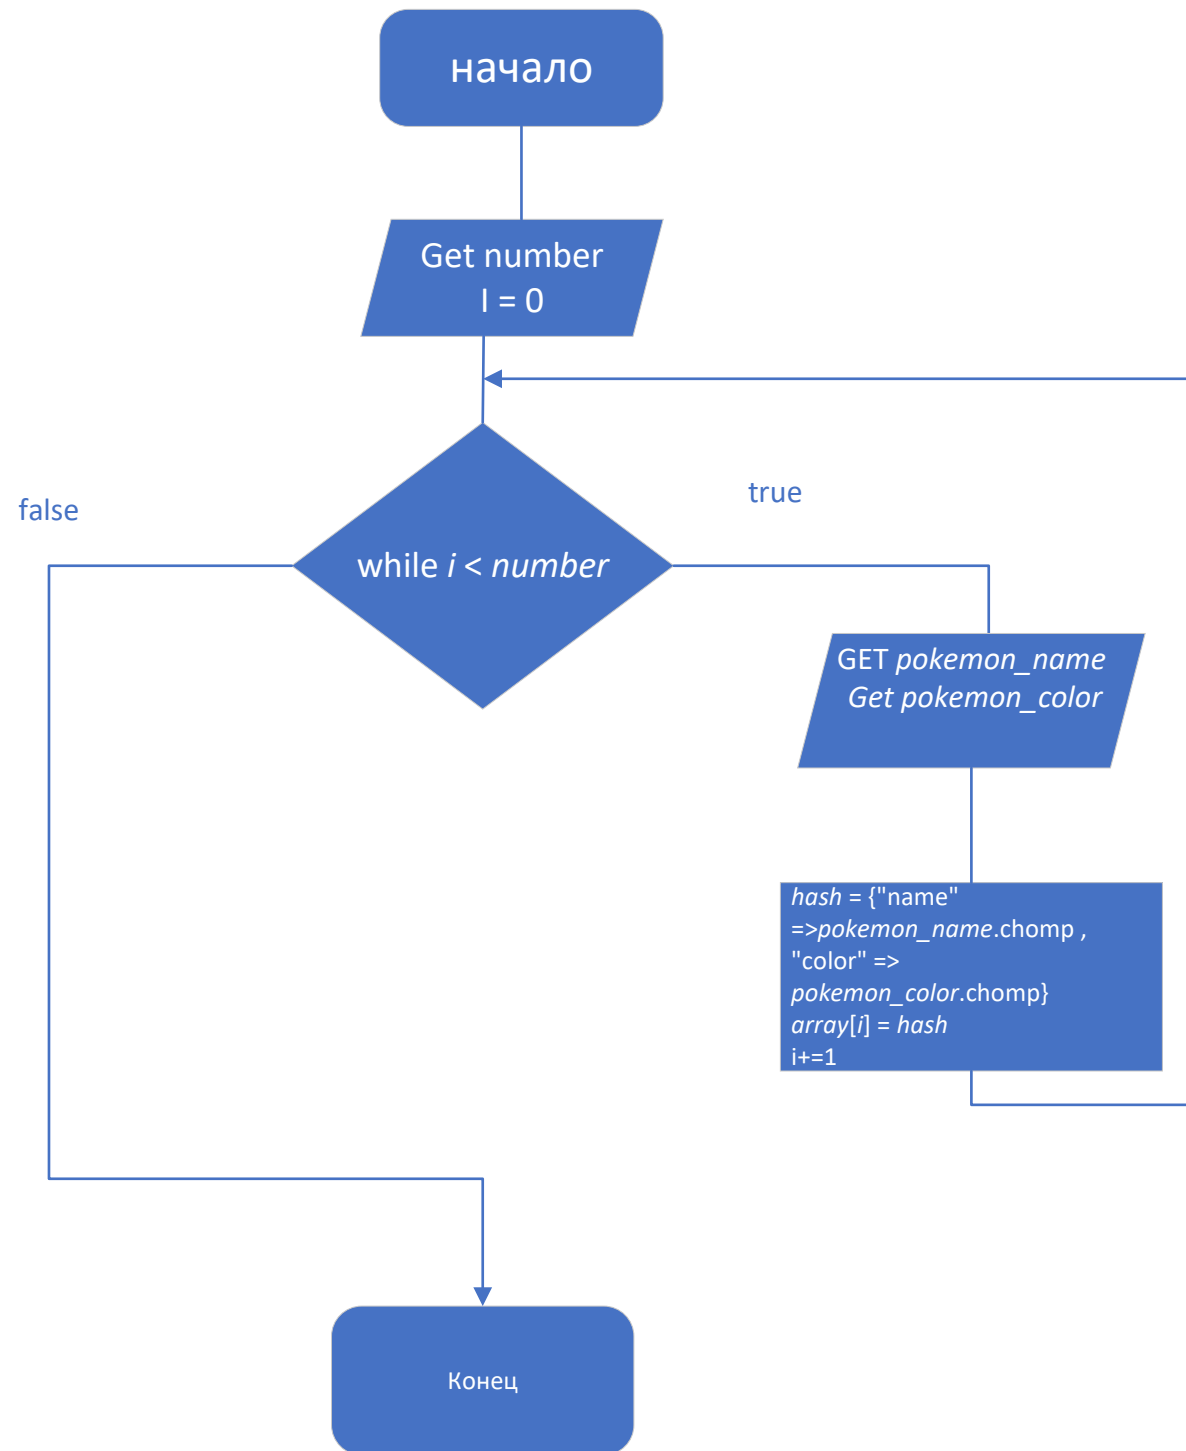 начало
Get number
I = 0
false
true
while i < number
GET pokemon_name
Get pokemon_color
hash = {"name"
=>pokemon_name.chomp ,
"color" =>
pokemon_color.chomp}
array[i] = hash
i+=1
Конец